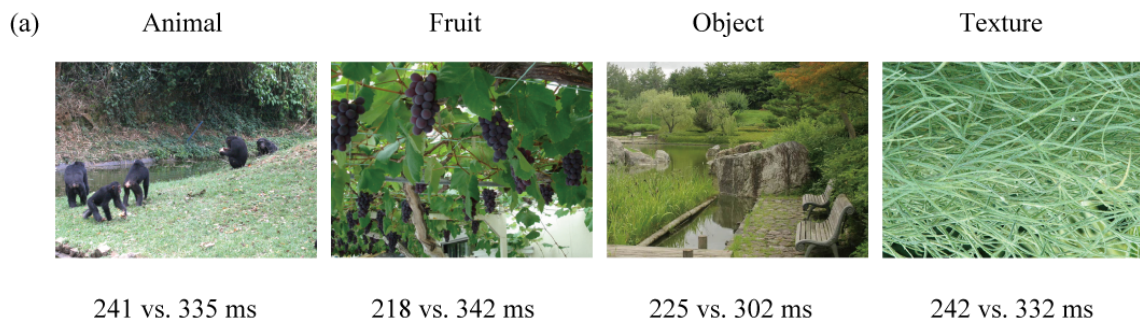 (a) Animal Fruit Object Texture
241 vs. 335 ms 218 vs. 342 ms 225 vs. 302 ms 242 vs. 332 ms